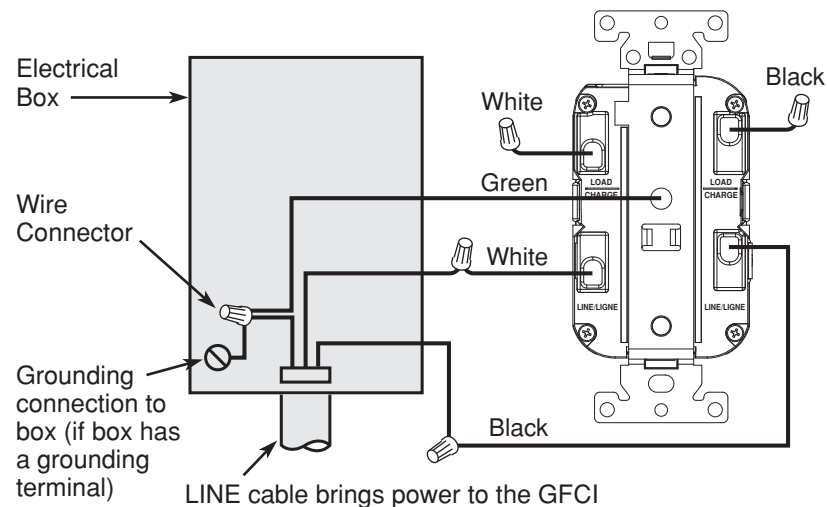 Electrical
Box
White
Black
LOAD
CHARGE
LOAD
CHARGE
Green
Wire
Connector
White
LINE/LIGNE
LINE/LIGNE
Grounding
connection to
box (if box has
a grounding
terminal)
Black
LINE cable brings power to the GFCI